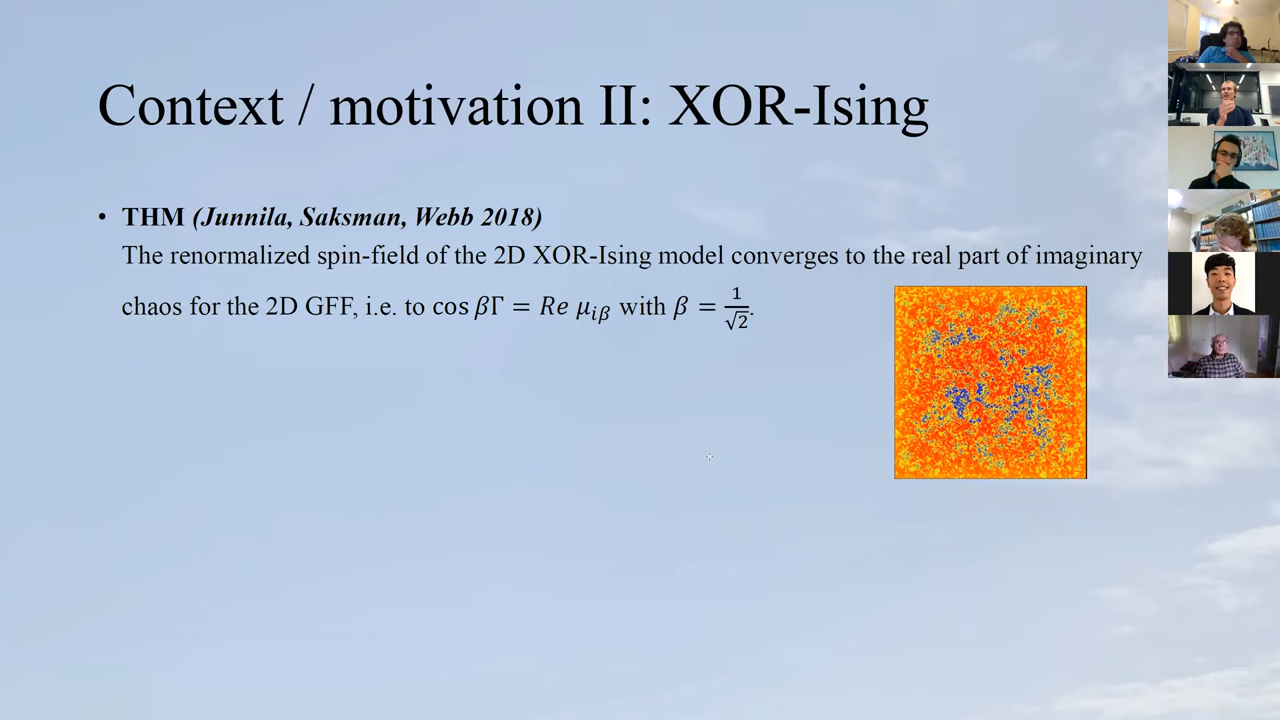 Context / motivation II: XOR-Ising
• THM (Junnila, Saksman, Webb 2018)
The renormalized spin-field of the 2D XOR-Ising model converges to the real part of imaginary
chaos for the 2D GFF, i.e. to cos βΓ = Re μ_{iβ} with β = 1/√2.